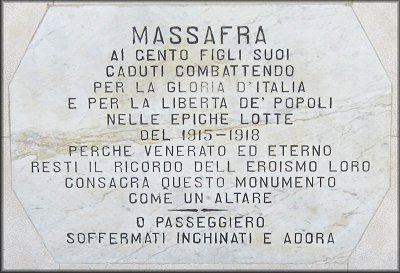 MASSAFRA
AI CENTO FIGLI SUOI
CADUTI COMBATTENDO
PER LA GLORIA D'ITALIA
E PER LA LIBERTA DE' POPOLI
NELLE EPICHE LOTTE
DEL 1915-1918
PERCHE VENERATO ED ETERNO
RESTI IL RICORDO DELL EROISMO LORO
CONSACRA QUESTO MONUMENTO
COME UN ALTARE
O PASSEGGIERO
SOFFERMATI INCHINATI E ADORA